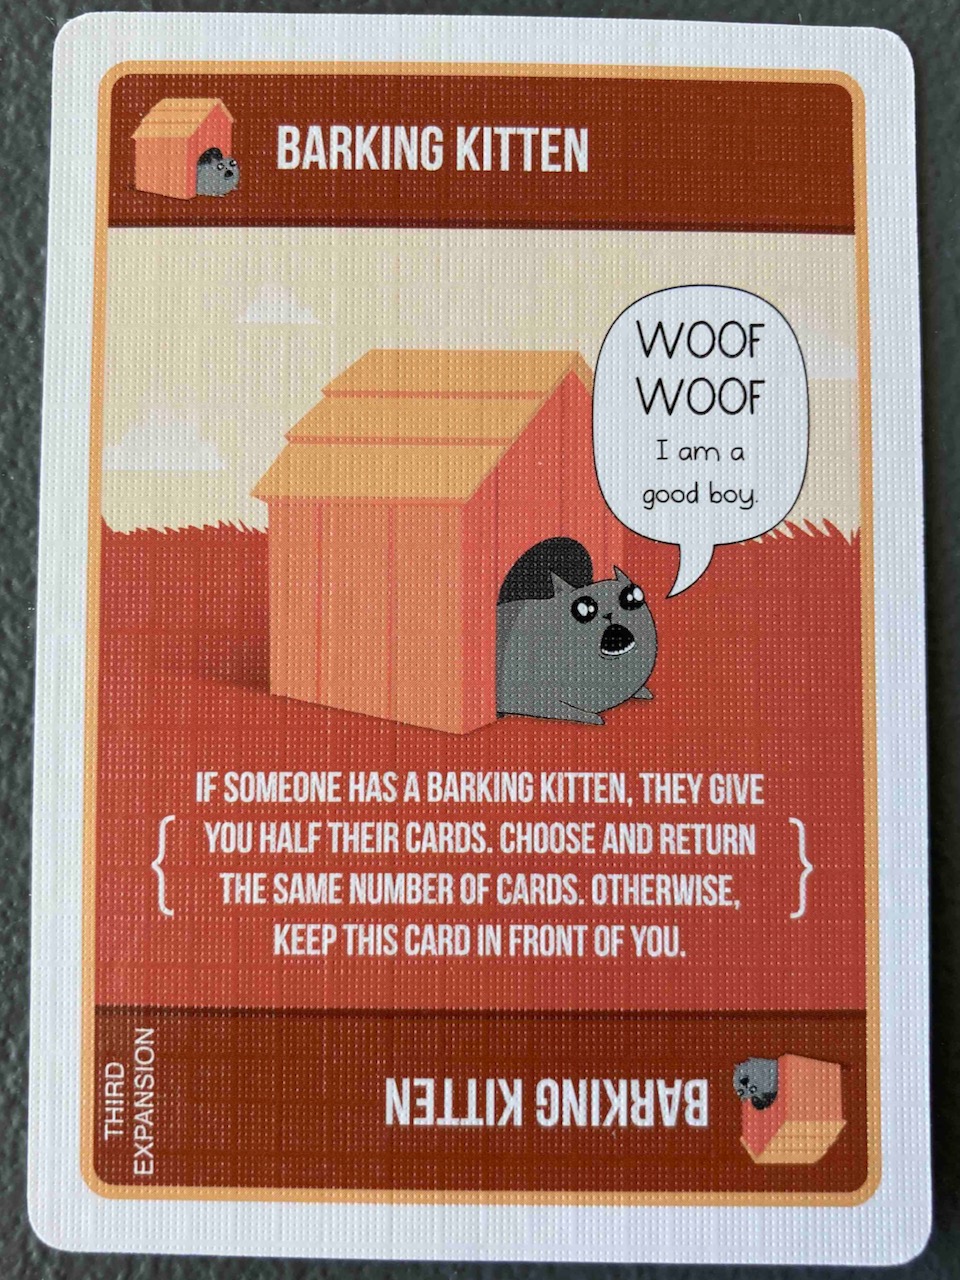 BARKING KITTEN
WOOF
WOOF
I am a
good boy.
IF SOMEONE HAS A BARKING KITTEN, THEY GIVE
{ YOU HALF THEIR CARDS. CHOOSE AND RETURN }
THE SAME NUMBER OF CARDS. OTHERWISE,
KEEP THIS CARD IN FRONT OF YOU.
THIRD
EXPANSION
BARKING KITTEN